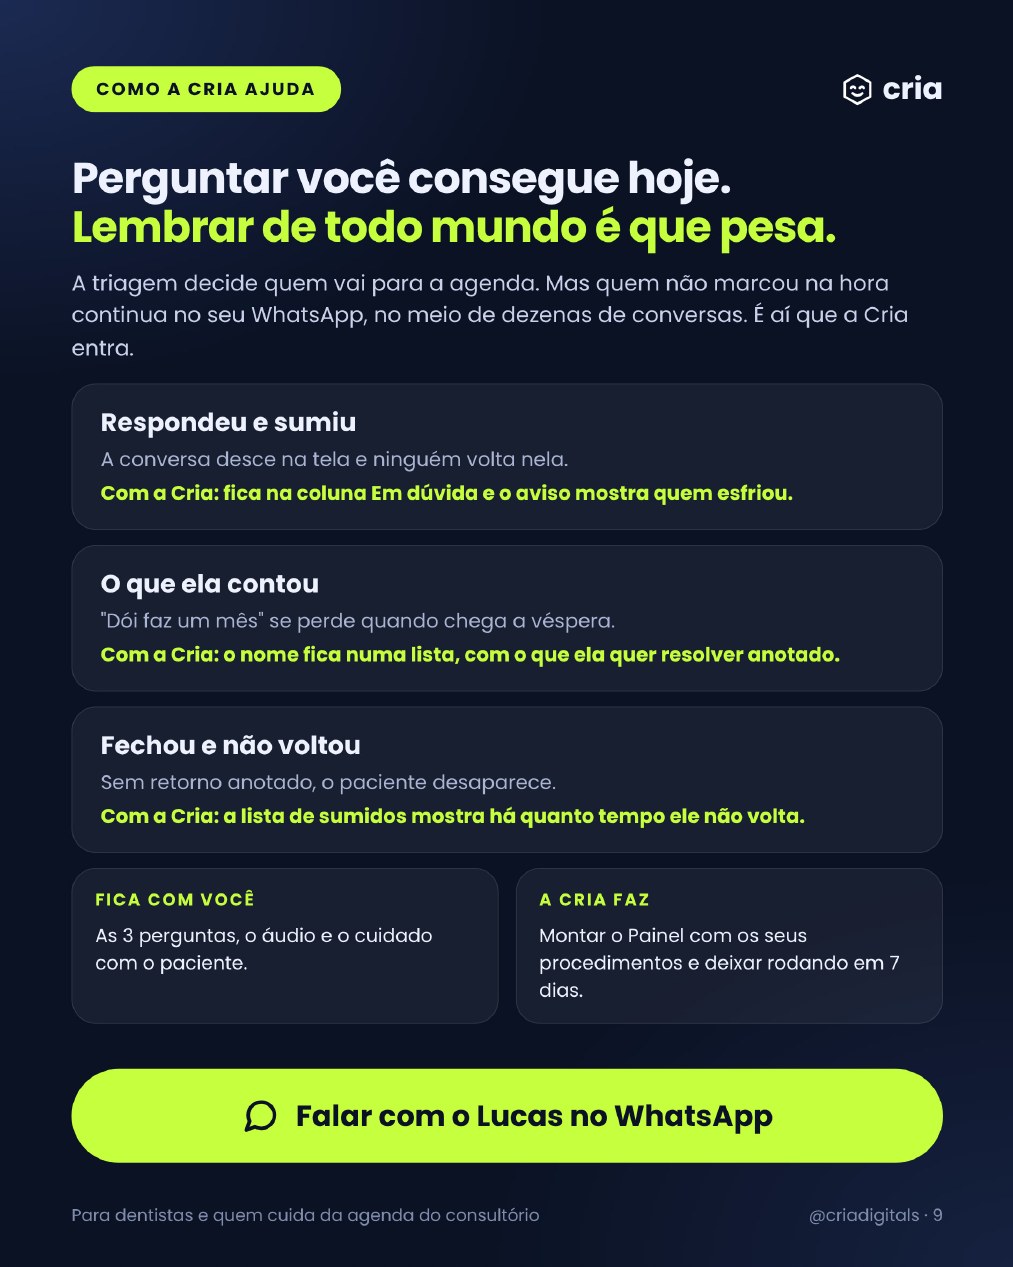 COMO A CRIA AJUDA
cria
Perguntar você consegue hoje.
Lembrar de todo mundo é que pesa.
A triagem decide quem vai para a agenda. Mas quem não marcou na hora
continua no seu WhatsApp, no meio de dezenas de conversas. É aí que a Cria
entra.
Respondeu e sumiu
A conversa desce na tela e ninguém volta nela.
Com a Cria: fica na coluna Em dúvida e o aviso mostra quem esfriou.
O que ela contou
"Dói faz um mês" se perde quando chega a véspera.
Com a Cria: o nome fica numa lista, com o que ela quer resolver anotado.
Fechou e não voltou
Sem retorno anotado, o paciente desaparece.
Com a Cria: a lista de sumidos mostra há quanto tempo ele não volta.
FICA COM VOCÊ
As 3 perguntas, o áudio e o cuidado
com o paciente.
A CRIA FAZ
Montar o Painel com os seus
procedimentos e deixar rodando em 7
dias.
Falar com o Lucas no WhatsApp
Para dentistas e quem cuida da agenda do consultório
@criadigitals · 9